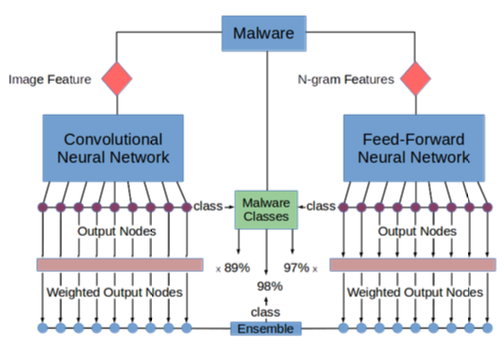 Malware
Image Feature
N-gram Features
Convolutional
Neural Network
Feed-Forward
Neural Network
class
Malware
Classes
class
Output Nodes
Output Nodes
x 89%
97% x
98%
Weighted Output Nodes
Weighted Output Nodes
class
Ensemble